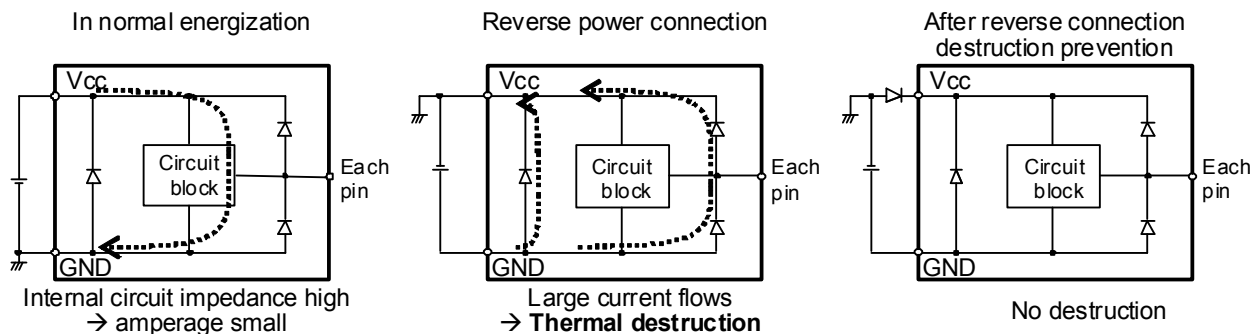 In normal energization
Vcc
Circuit
block
Each
pin
GND
Internal circuit impedance high
→ amperage small
Reverse power connection
Vcc
Circuit
block
Each
pin
GND
Large current flows
→ Thermal destruction
After reverse connection
destruction prevention
Vcc
Circuit
block
Each
pin
GND
No destruction